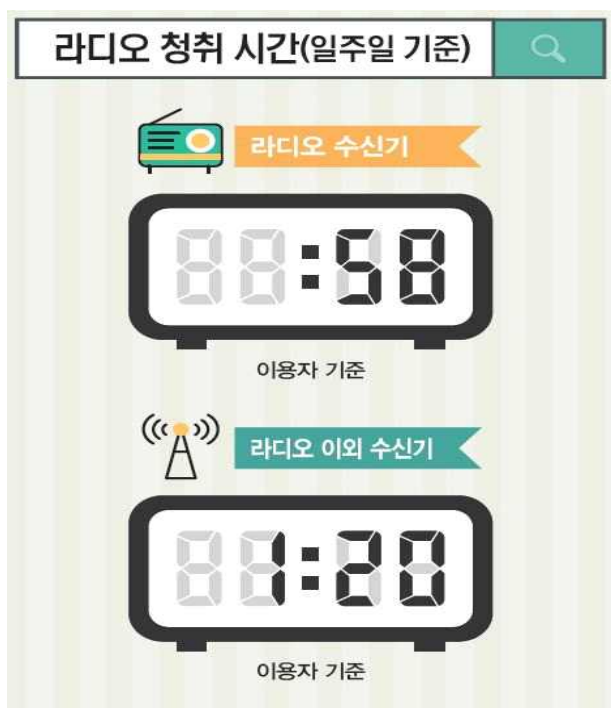 라디오 청취 시간(일주일 기준)
라디오 수신기
:58
이용자 기준
라디오 이외 수신기
1:20
이용자 기준